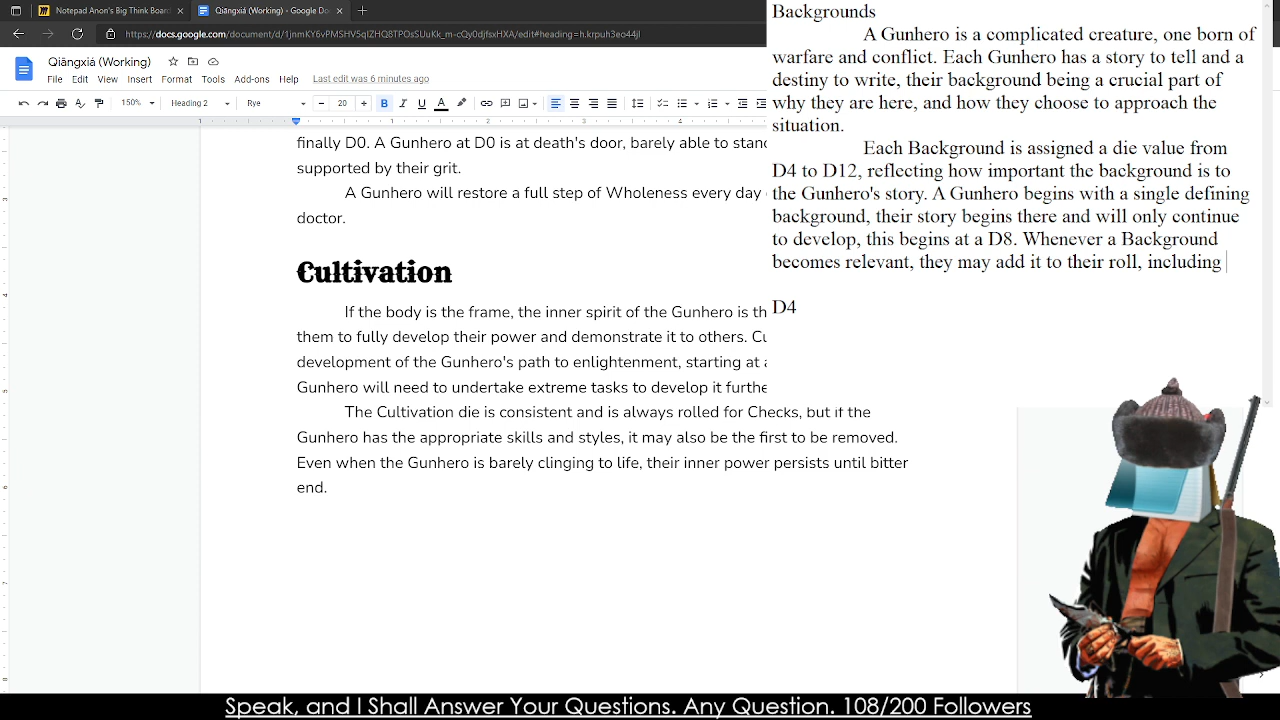 Notepad Anon's Big Think Board
Qiāngxiá (Working) - Google Do
https://docs.google.com/document/d/1jnmKY6vPMSHVSqIZHQ8TPOsSUuKk_m-cQy0djfsxHXA/edit#heading=h.krpuh3eo44jl
Qiāngxiá (Working)
File Edit View Insert Format Tools Add-ons Help Last edit was 6 minutes ago
150% Heading 2 Rye 20 B I U A
finally D0. A Gunhero at D0 is at death's door, barely able to stand
supported by their grit.
A Gunhero will restore a full step of Wholeness every day
doctor.
Cultivation
If the body is the frame, the inner spirit of the Gunhero is th
them to fully develop their power and demonstrate it to others. Cu
development of the Gunhero's path to enlightenment, starting at a
Gunhero will need to undertake extreme tasks to develop it furthe
The Cultivation die is consistent and is always rolled for Checks, but if the
Gunhero has the appropriate skills and styles, it may also be the first to be removed.
Even when the Gunhero is barely clinging to life, their inner power persists until bitter
end.
Backgrounds
A Gunhero is a complicated creature, one born of
warfare and conflict. Each Gunhero has a story to tell and a
destiny to write, their background being a crucial part of
why they are here, and how they choose to approach the
situation.
Each Background is assigned a die value from
D4 to D12, reflecting how important the background is to
the Gunhero's story. A Gunhero begins with a single defining
background, their story begins there and will only continue
to develop, this begins at a D8. Whenever a Background
becomes relevant, they may add it to their roll, including
D4
Speak, and I Shall Answer Your Questions. Any Question. 108/200 Followers